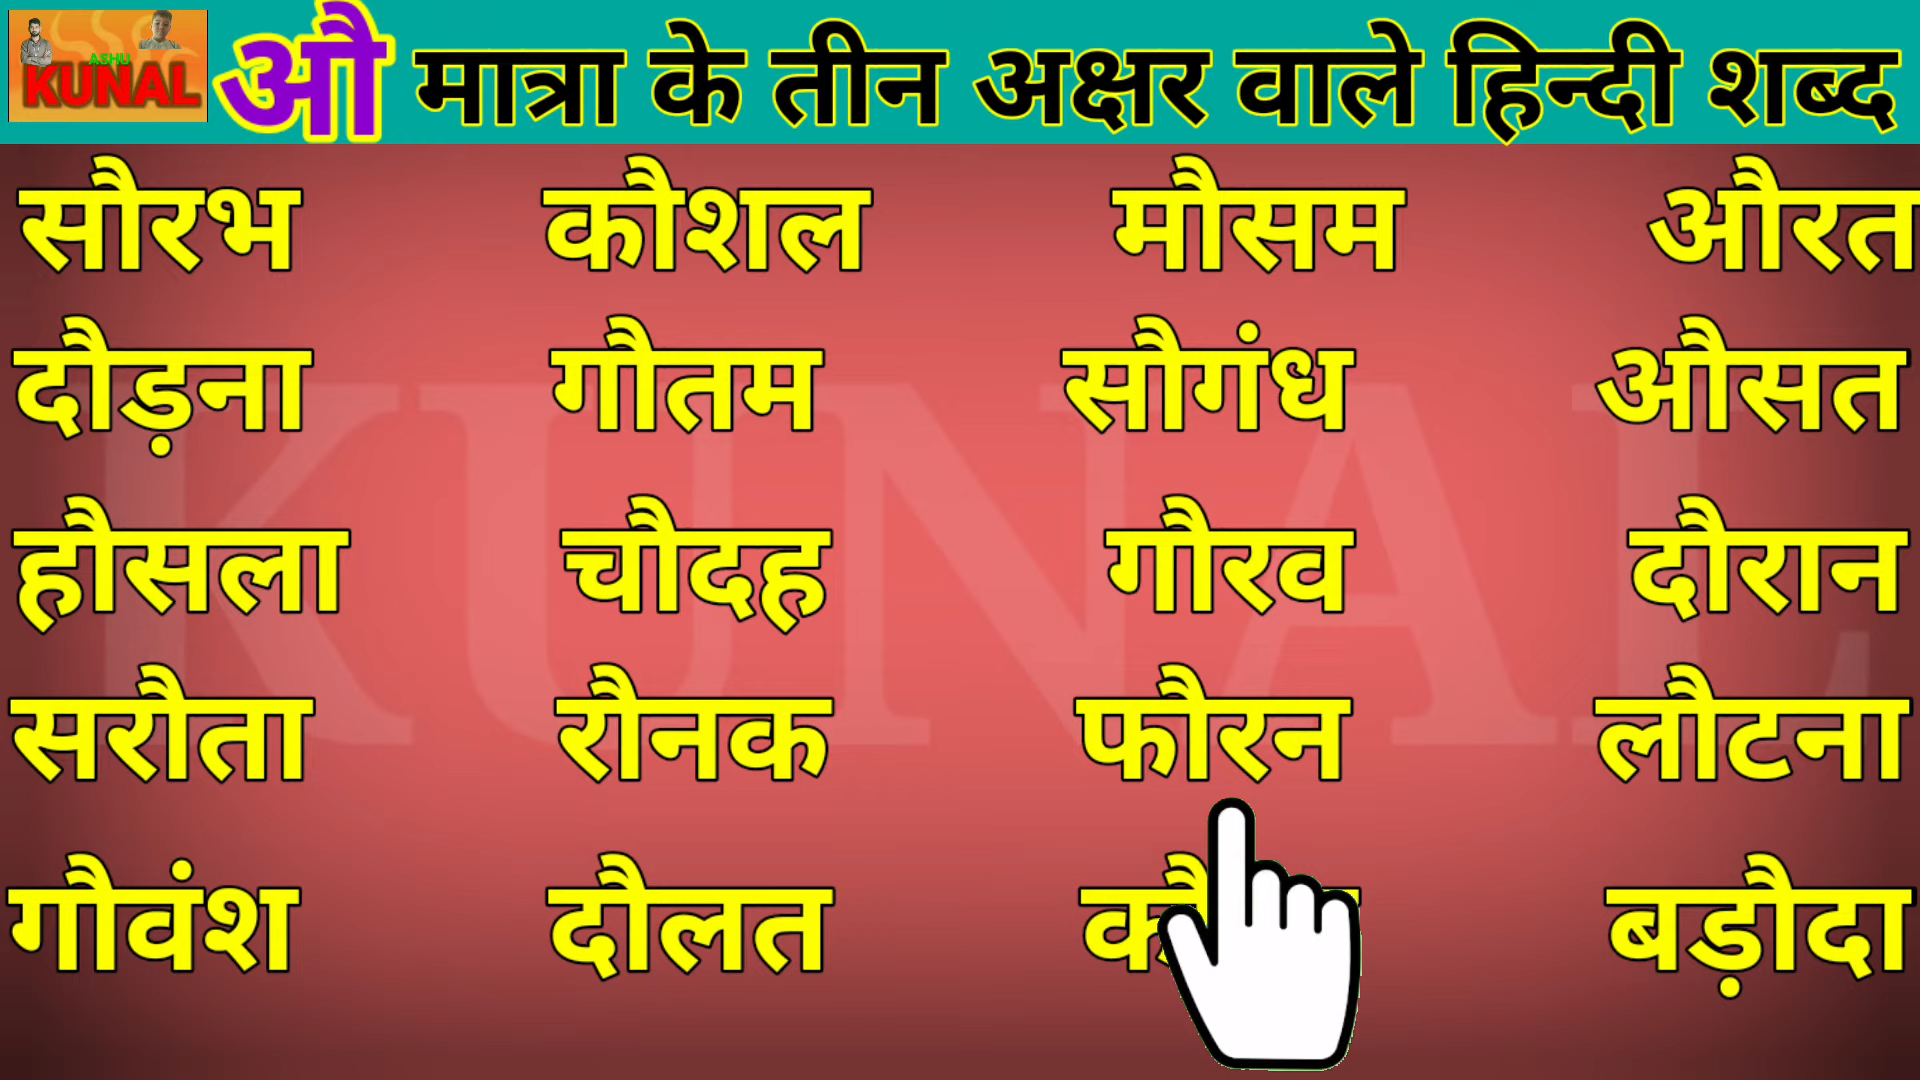 ASHU
KUNAL
औ मात्रा के तीन अक्षर वाले हिन्दी शब्द
सौरभ कौशल मौसम औरत
दौड़ना गौतम सौगंध औसत
हौसला चौदह गौरव दौरान
सरौता रौनक फौरन लौटना
गौवंश दौलत बड़ौदा
KUNAL